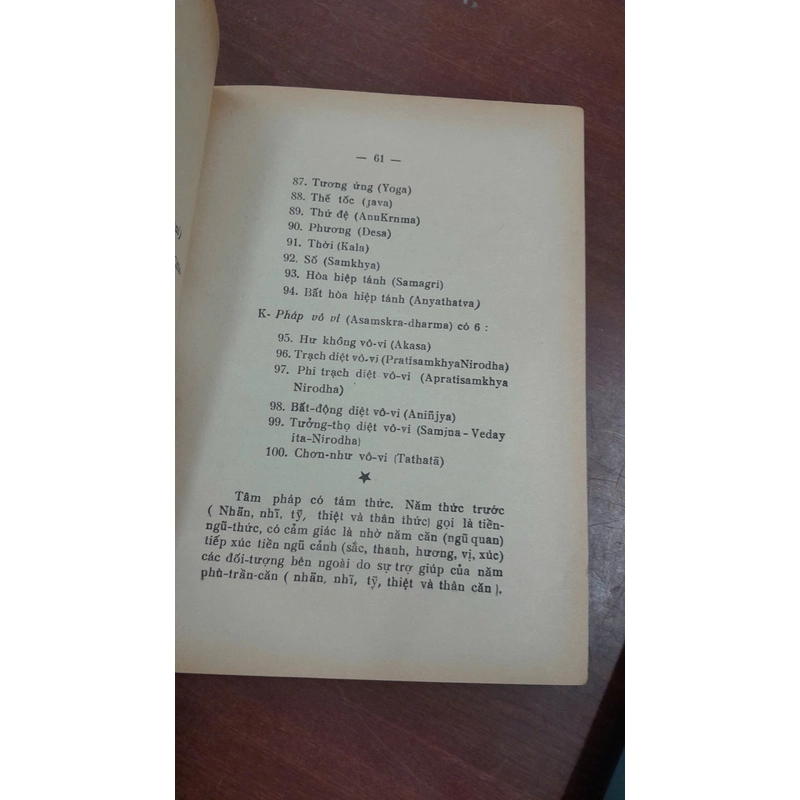 — 61 —
87. Tương ứng (Yoga)
88. Thế tốc (java)
89. Thứ đệ (AnuKrnma)
90. Phương (Desa)
91. Thời (Kala)
92. Số (Samkhya)
93. Hòa hiệp tánh (Samagri)
94. Bất hòa hiệp tánh (Anyathatva)
K- Pháp vô vi (Asamskra-dharma) có 6 :
95. Hư không vô-vi (Akasa)
96. Trạch diệt vô-vi (PratisamkhyaNirodha)
97. Phi trạch diệt vô-vi (Apratisamkhya
Nirodha)
98. Bất-động diệt vô-vi (Aniñjya)
99. Tưởng-thọ diệt vô-vi (Samjna-Veday
ita-Nirodha)
100. Chơn-như vô-vi (Tathatā)
Tâm pháp có tám thức. Năm thức trước
( Nhãn, nhĩ, tỹ, thiệt và thân thức) gọi là tiền-
ngũ-thức, có cảm giác là nhờ năm căn (ngũ quan)
tiếp xúc tiền ngũ cảnh (sắc, thanh, hương, vị, xúc)
các đối-tượng bên ngoài do sự trợ giúp của năm
phù-trần-căn ( nhãn, nhĩ, tỹ, thiệt và thân căn ).